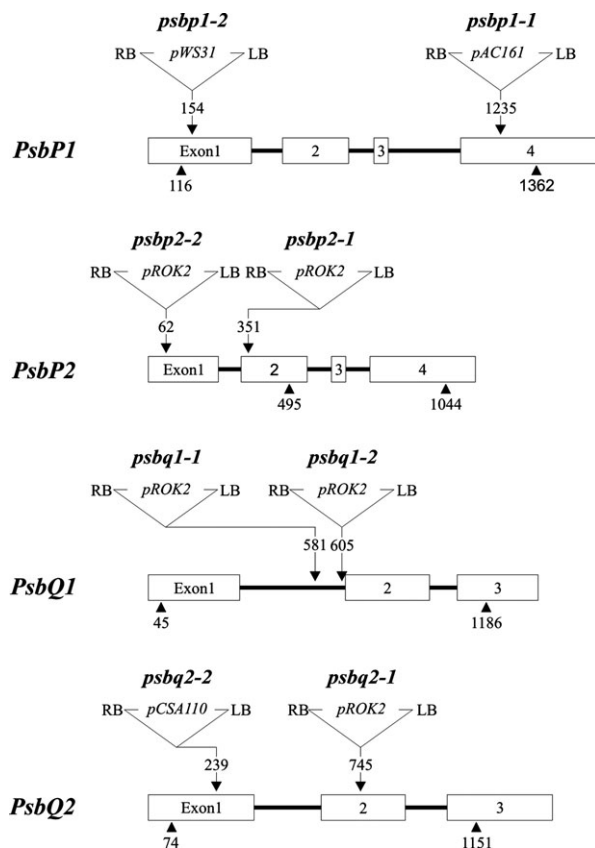 psbp1-2 psbp1-1
RB pWS31 LB RB pAC161 LB
154 1235
PsbP1 Exon1 2 3 4
116 1362
psbp2-2 psbp2-1
RB pROK2 LB RB pROK2 LB
62 351
PsbP2 Exon1 2 3 4
495 1044
psbq1-1 psbq1-2
RB pROK2 LB RB pROK2 LB
581 605
PsbQ1 Exon1 2 3
45 1186
psbq2-2 psbq2-1
RB pCSA110 LB RB pROK2 LB
239 745
PsbQ2 Exon1 2 3
74 1151